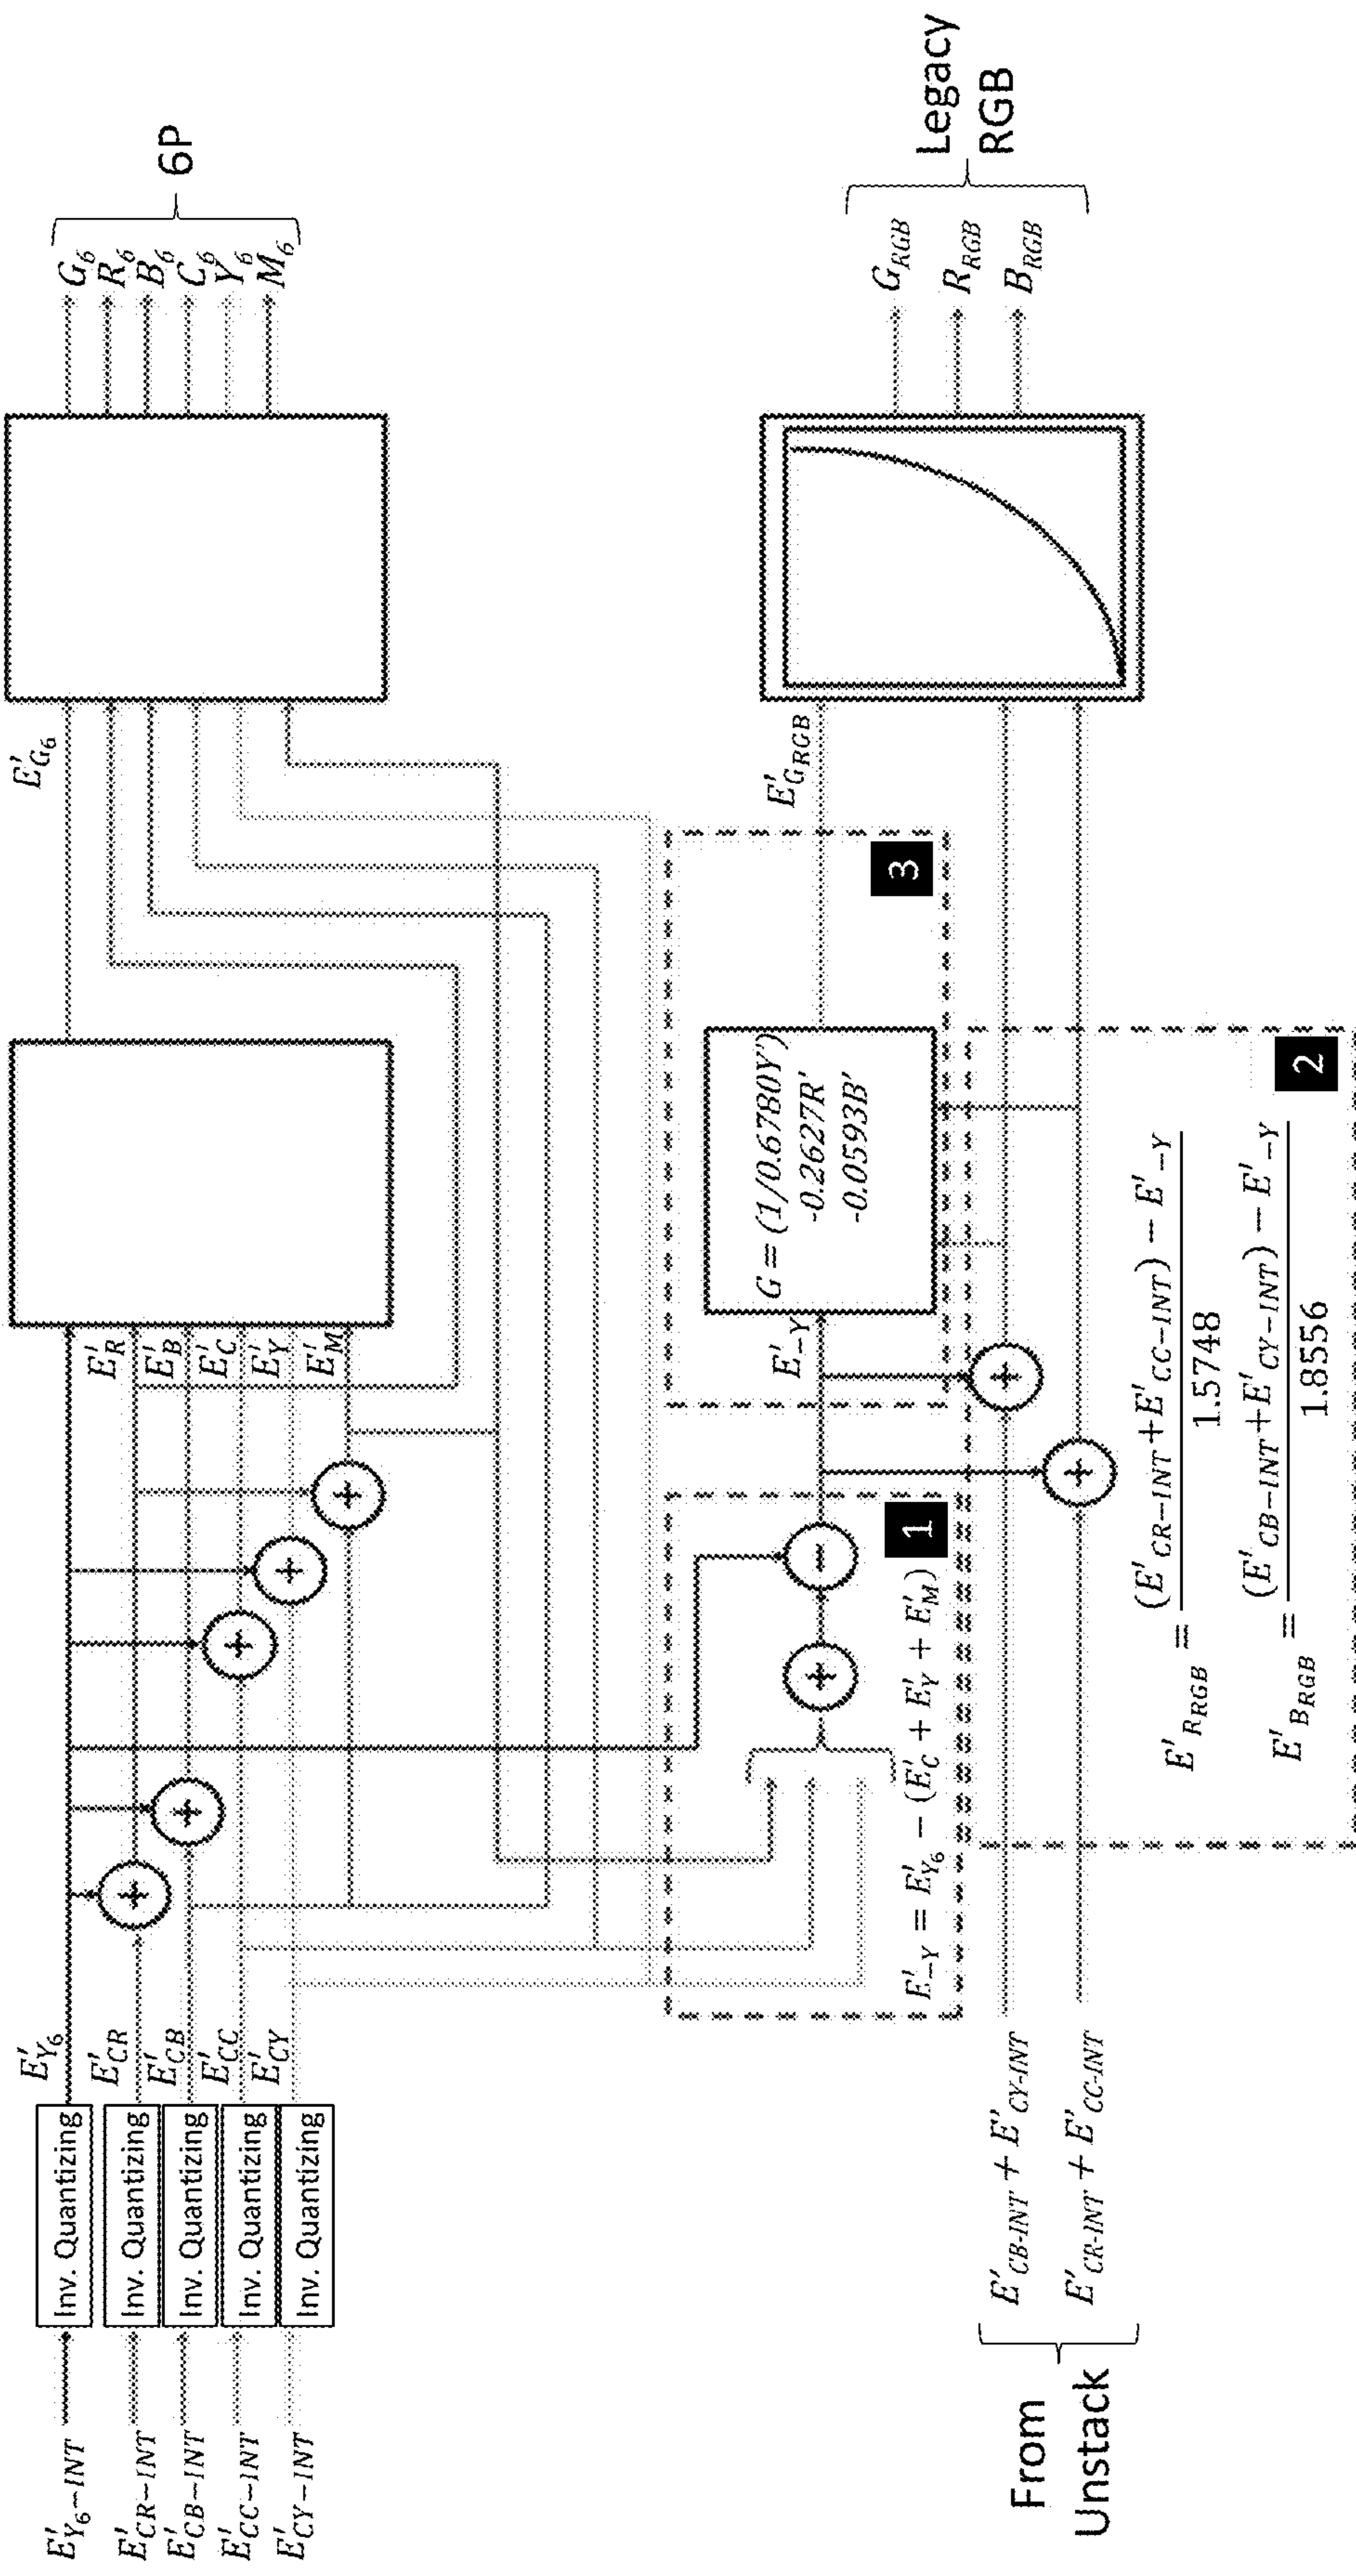 E'Y6-INT
E'CR-INT
E'CB-INT
E'CC-INT
E'CY-INT
Inv. Quantizing
Inv. Quantizing
Inv. Quantizing
Inv. Quantizing
Inv. Quantizing
E'Y6
E'CR
E'CB
E'CC
E'CY
+
+
+
+
+
E'R
E'B
E'C
E'Y
E'M
E'G6
G6
R6
B6
C6
Y6
M6
6P
+
−
E'−Y = E'Y6 − (E'C + E'Y + E'M)
1
E'−Y
G = (1/0.6780Y')
-0.2627R'
-0.0593B'
3
E'GRGB
From
Unstack
E'CB-INT + E'CY-INT
E'CR-INT + E'CC-INT
+
+
E'RRGB = (E'CR−INT+E'CC−INT) − E'−Y
1.5748
E'BRGB = (E'CB−INT+E'CY−INT) − E'−Y
1.8556
2
GRGB
RRGB
BRGB
Legacy
RGB